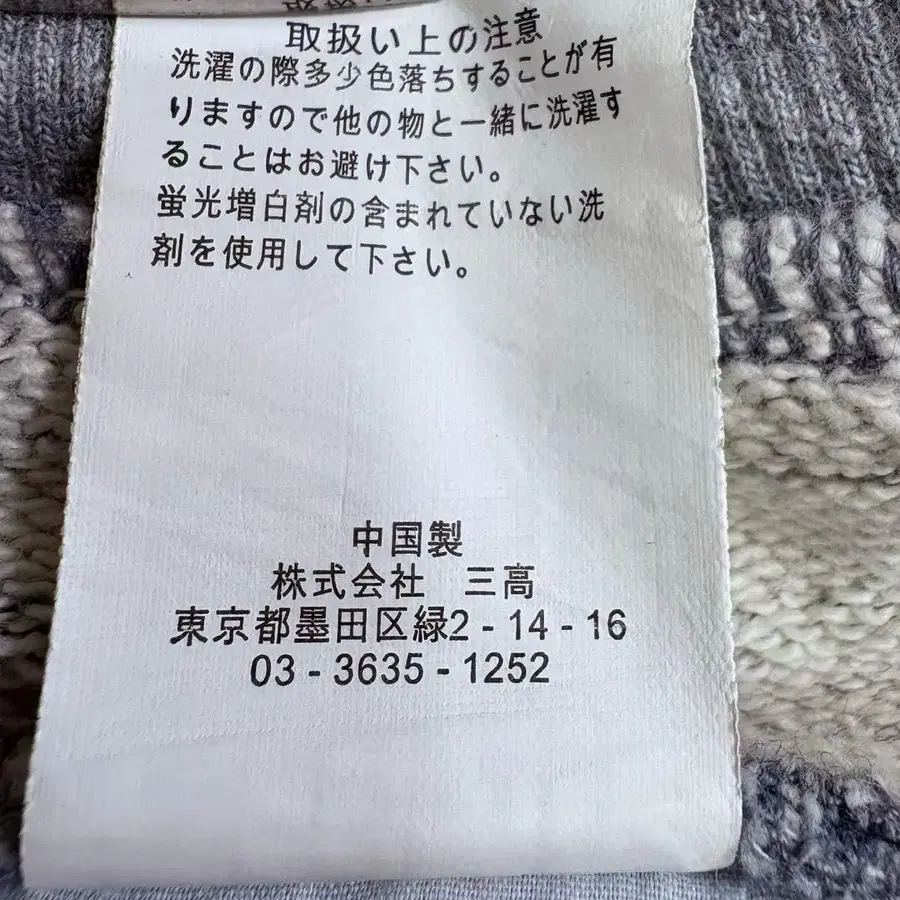 取扱い上の注意
洗濯の際多少色落ちすることが有
りますので他の物と一緒に洗濯す
ることはお避け下さい。
蛍光増白剤の含まれていない洗
剤を使用して下さい。
中国製
株式会社　三高
東京都墨田区緑2 - 14 - 16
03 - 3635 - 1252